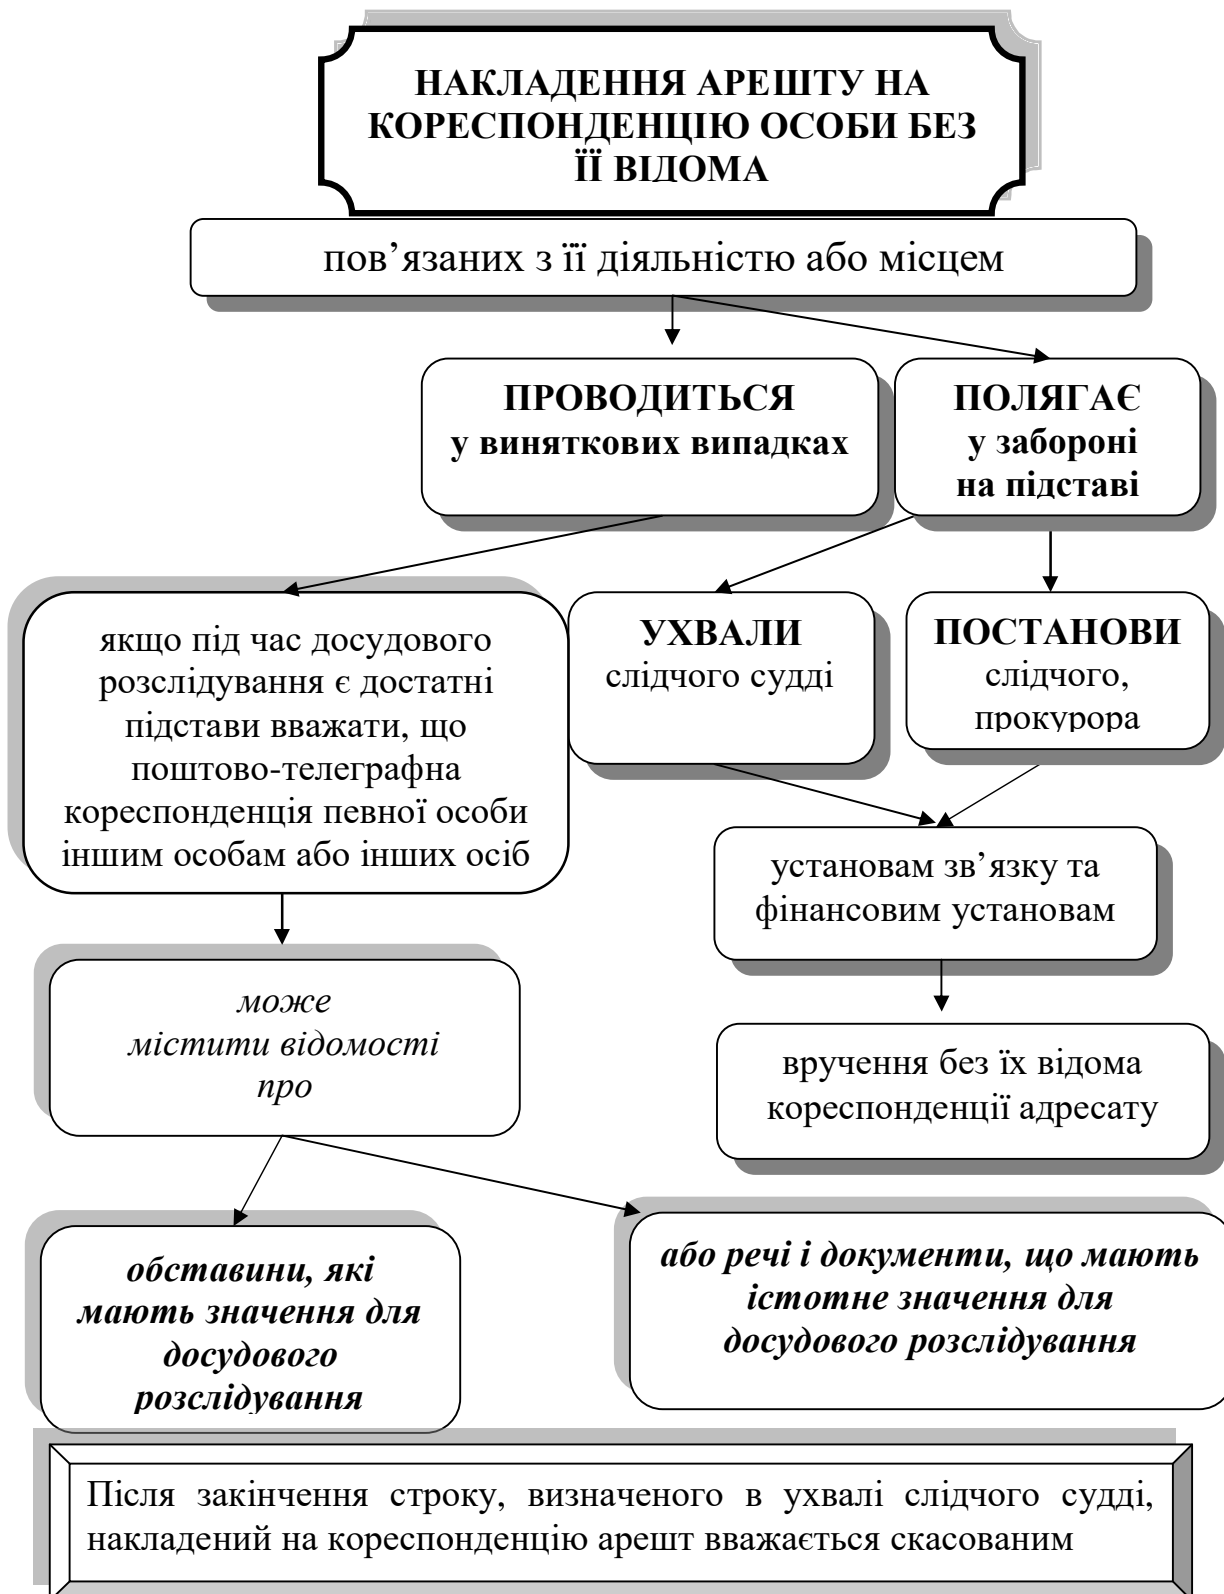 НАКЛАДЕННЯ АРЕШТУ НА
КОРЕСПОНДЕНЦІЮ ОСОБИ БЕЗ
ЇЇ ВІДОМА
пов’язаних з її діяльністю або місцем
ПРОВОДИТЬСЯ
у виняткових випадках
ПОЛЯГАЄ
у забороні
на підставі
якщо під час досудового
розслідування є достатні
підстави вважати, що
поштово-телеграфна
кореспонденція певної особи
іншим особам або інших осіб
УХВАЛИ
слідчого судді
ПОСТАНОВИ
слідчого,
прокурора
установам зв’язку та
фінансовим установам
може
містити відомості
про
вручення без їх відома
кореспонденції адресату
обставини, які
мають значення для
досудового
розслідування
або речі і документи, що мають
істотне значення для
досудового розслідування
Після закінчення строку, визначеного в ухвалі слідчого судді,
накладений на кореспонденцію арешт вважається скасованим